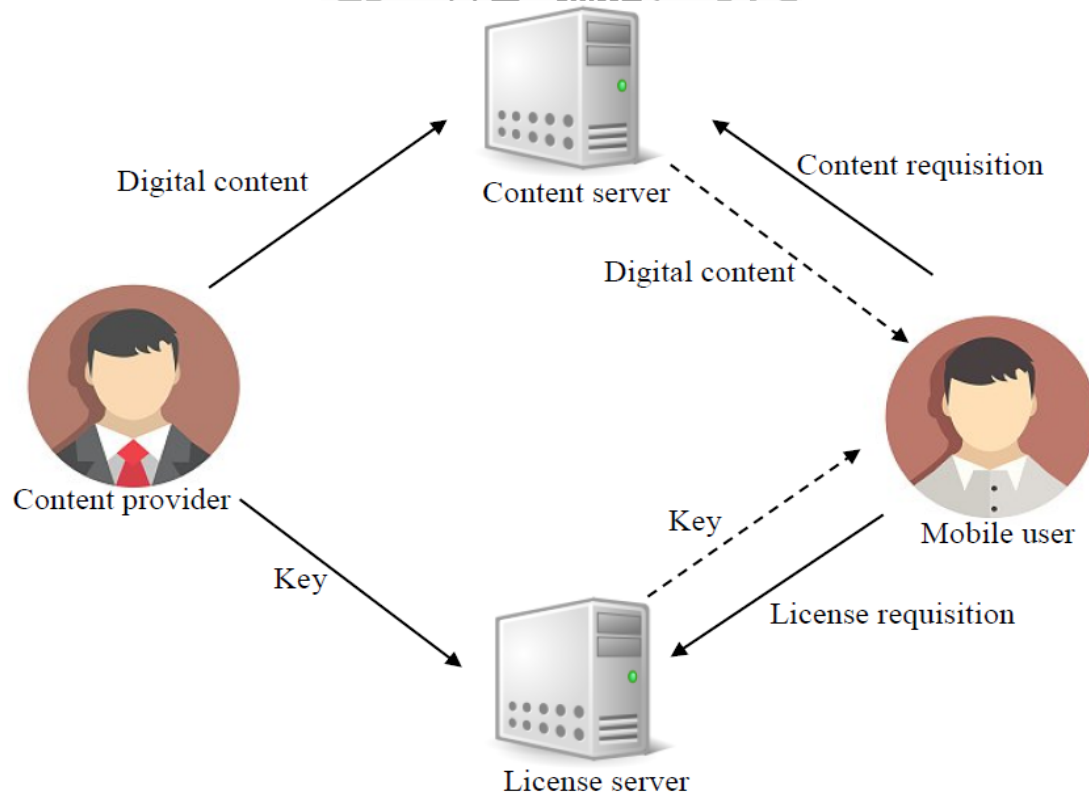 Content server
Digital content
Content requisition
Digital content
Content provider
Key
Key
Mobile user
License requisition
License server